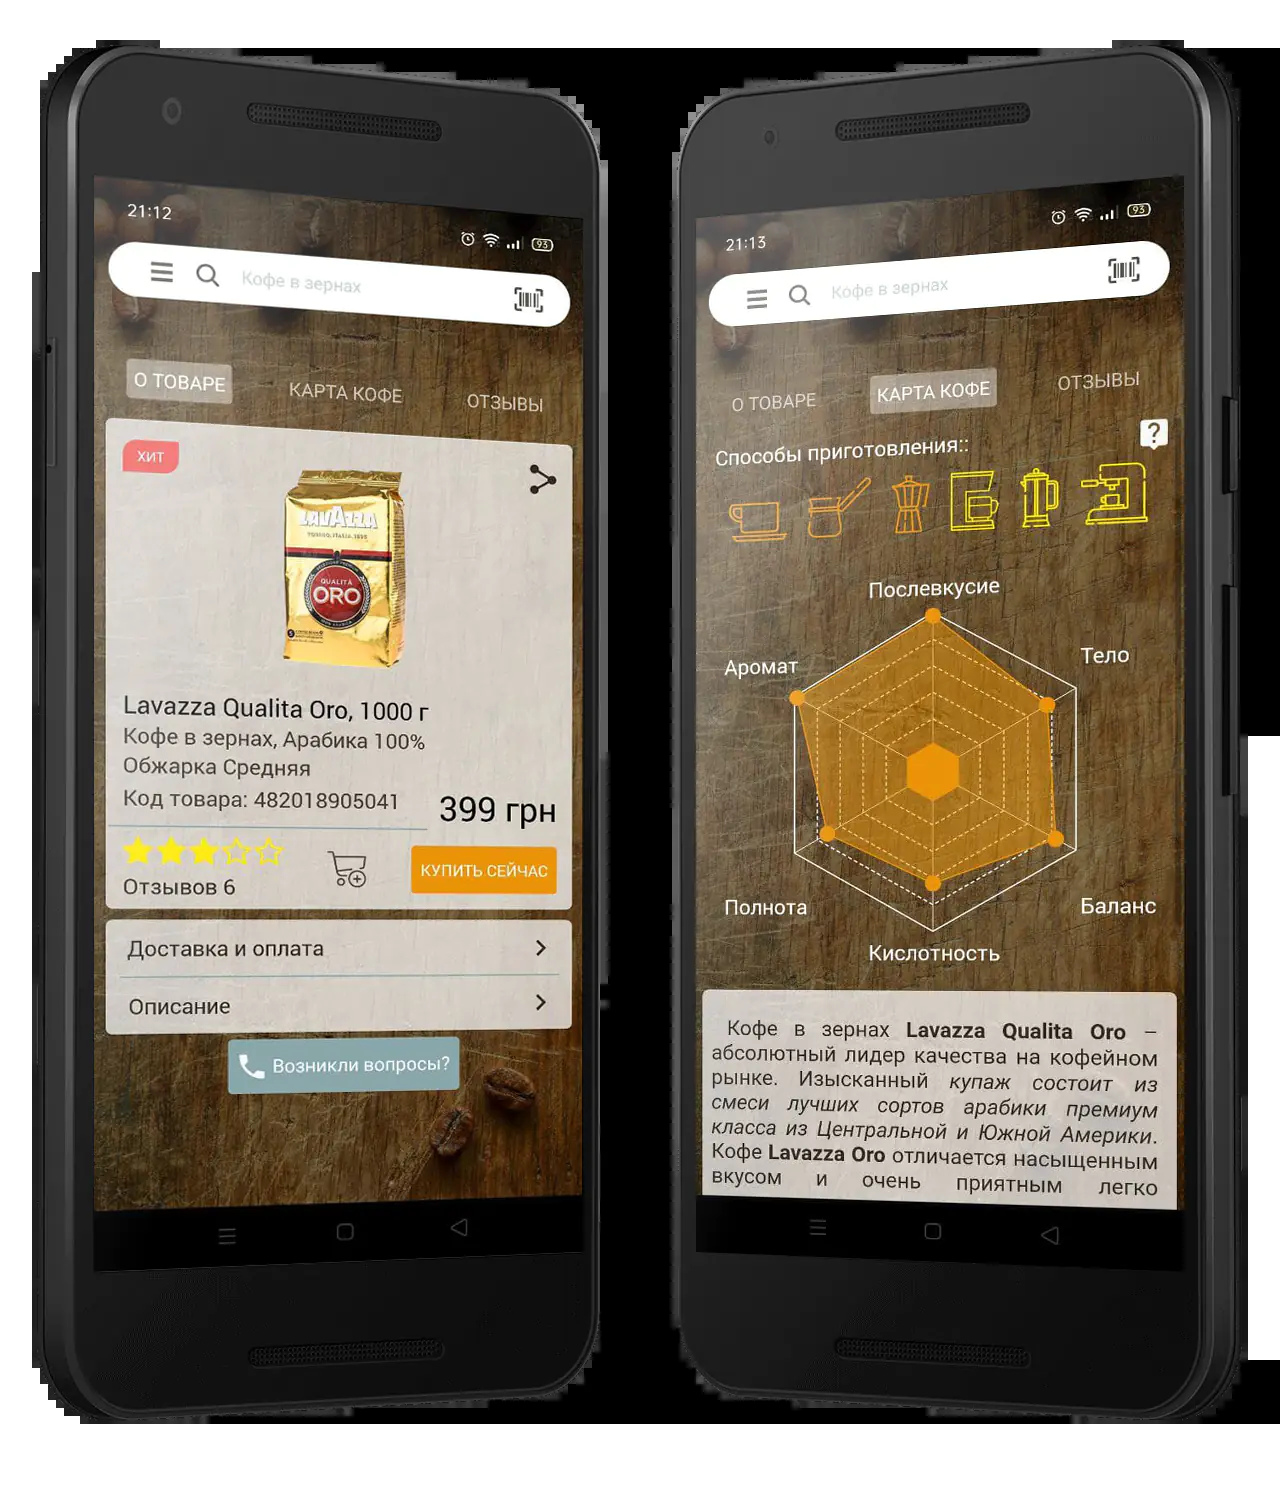 21:12
93
Кофе в зернах
О ТОВАРЕ
КАРТА КОФЕ
ОТЗЫВЫ
ХИТ
LAVAZZA
TORINO, ITALIA, 1895
QUALITÀ
ORO
Lavazza Qualita Oro, 1000 г
Кофе в зернах, Арабика 100%
Обжарка Средняя
Код товара: 482018905041
399 грн
Отзывов 6
КУПИТЬ СЕЙЧАС
Доставка и оплата
Описание
Возникли вопросы?
21:13
93
Кофе в зернах
О ТОВАРЕ
КАРТА КОФЕ
ОТЗЫВЫ
Способы приготовления::
?
Послевкусие
Аромат
Тело
Полнота
Баланс
Кислотность
Кофе в зернах Lavazza Qualita Oro –
абсолютный лидер качества на кофейном
рынке. Изысканный купаж состоит из
смеси лучших сортов арабики премиум
класса из Центральной и Южной Америки.
Кофе Lavazza Oro отличается насыщенным
вкусом и очень приятным легко